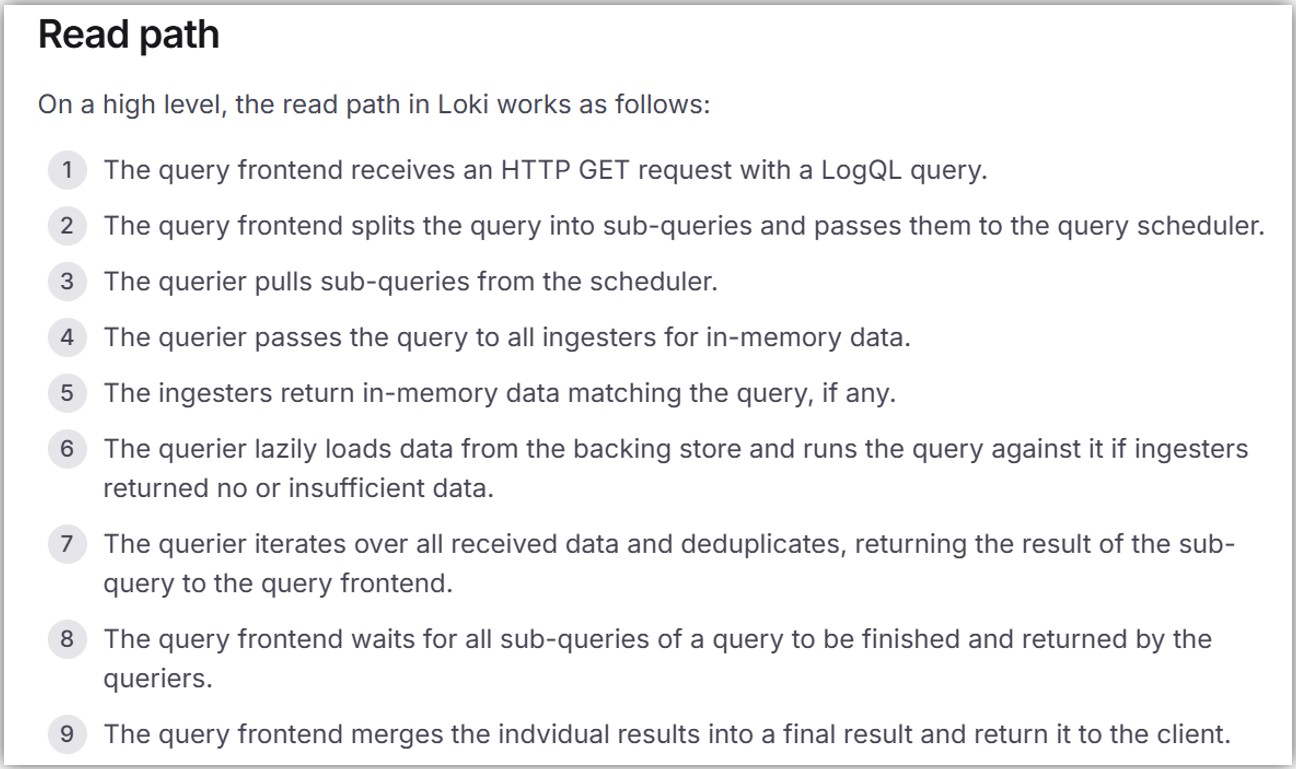 Read path
On a high level, the read path in Loki works as follows:
1 The query frontend receives an HTTP GET request with a LogQL query.
2 The query frontend splits the query into sub-queries and passes them to the query scheduler.
3 The querier pulls sub-queries from the scheduler.
4 The querier passes the query to all ingesters for in-memory data.
5 The ingesters return in-memory data matching the query, if any.
6 The querier lazily loads data from the backing store and runs the query against it if ingesters
returned no or insufficient data.
7 The querier iterates over all received data and deduplicates, returning the result of the sub-
query to the query frontend.
8 The query frontend waits for all sub-queries of a query to be finished and returned by the
queriers.
9 The query frontend merges the indvidual results into a final result and return it to the client.